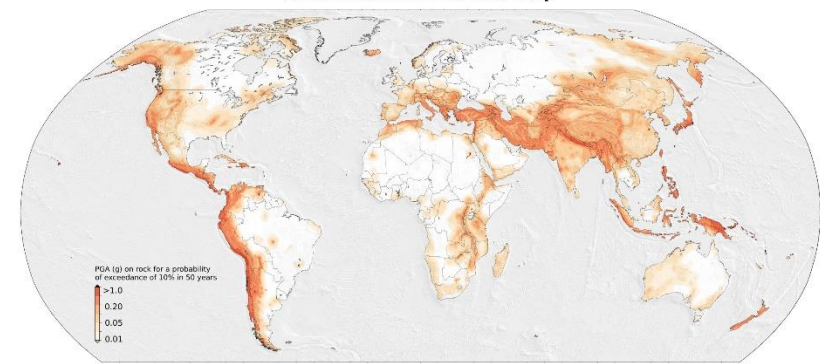 PGA (g) on rock for a probability
of exceedance of 10% in 50 years
>1.0
0.20
0.05
0.01